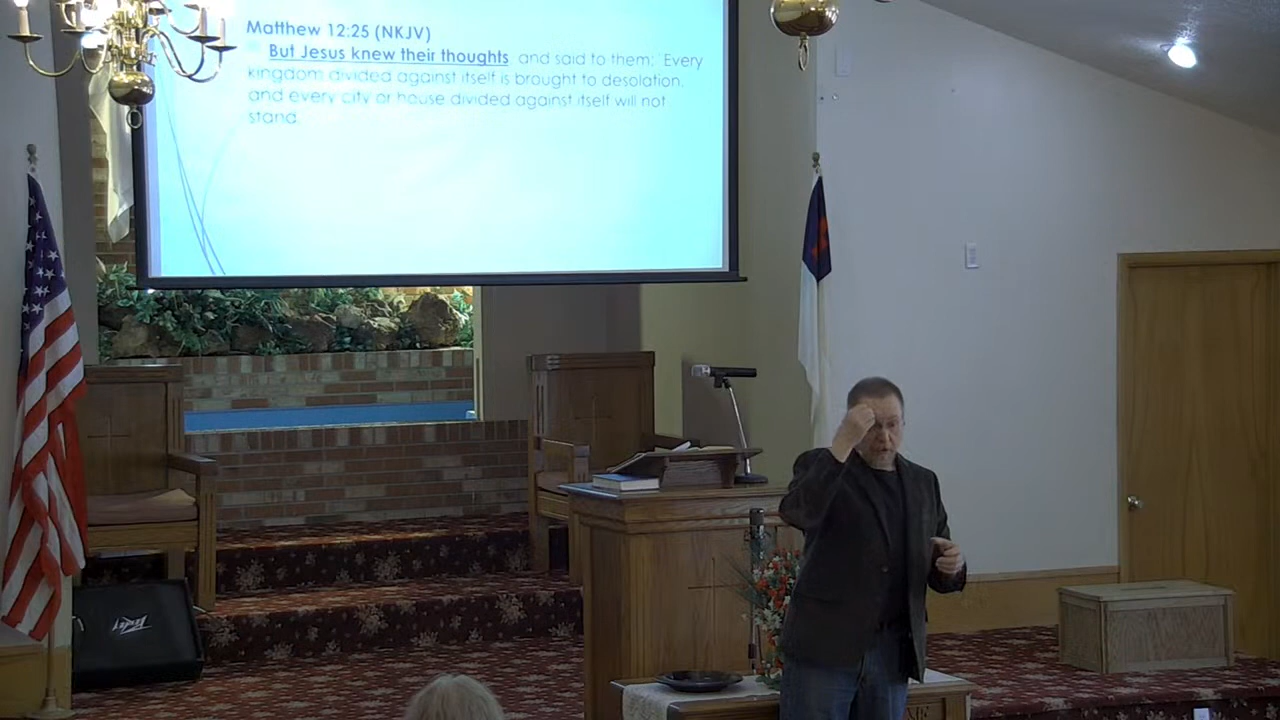 Matthew 12:25 (NKJV)
But Jesus knew their thoughts, and said to them: "Every
kingdom divided against itself is brought to desolation,
and every city or house divided against itself will not
stand.
Peavey